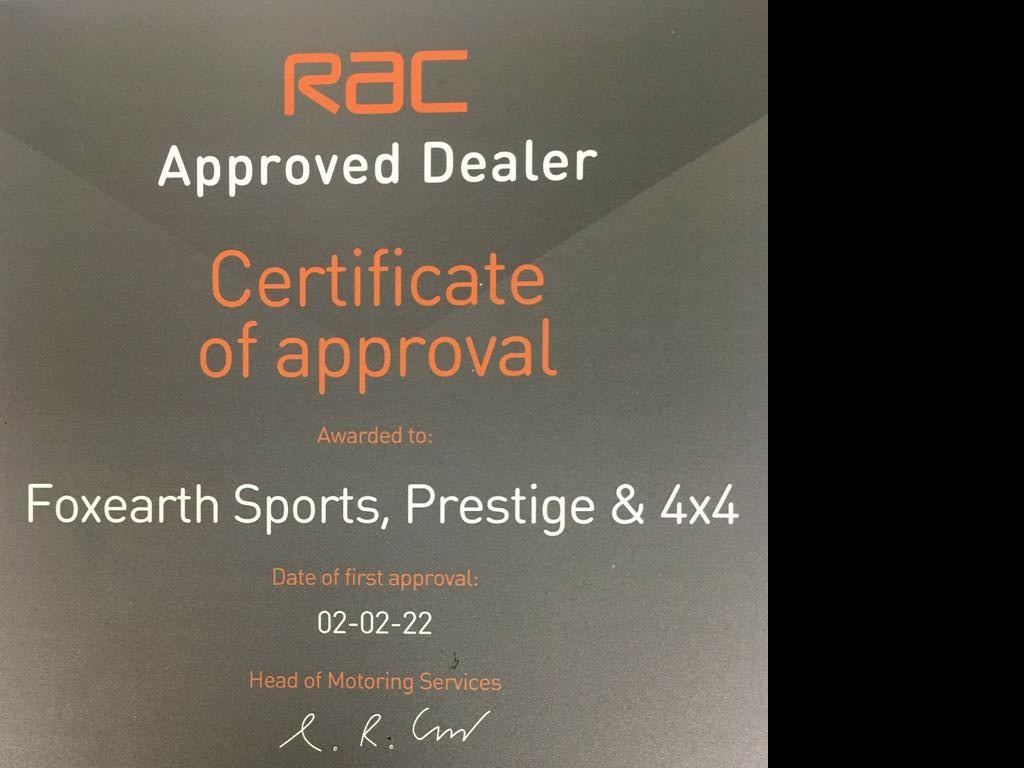 RAC
Approved Dealer
Certificate
of approval
Awarded to:
Foxearth Sports, Prestige & 4x4
Date of first approval:
02-02-22
Head of Motoring Services